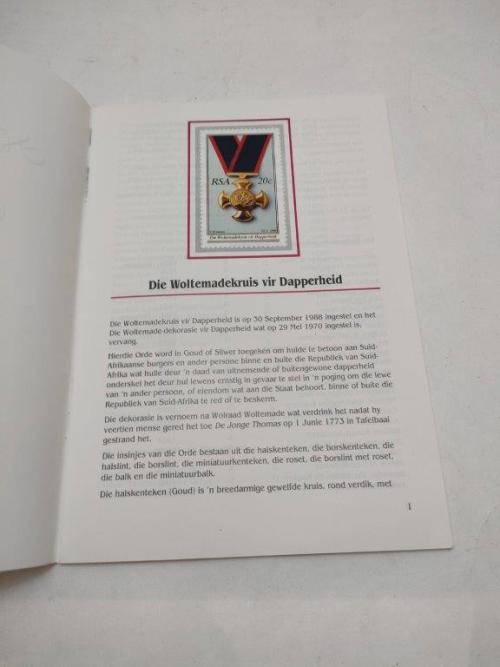 RSA 20c
Die Woltemadekruis vir Dapperheid
Die Woltemadekruis vir Dapperheid
Die Woltemadekruis vir Dapperheid is op 30 September 1988 ingestel en het
Die Woltemade-dekorasie vir Dapperheid wat op 29 Mei 1970 ingestel is,
vervang.
Hierdie Orde word in Goud of Silwer toegeken om hulde te betoon aan Suid-
Afrikaanse burgers en ander persone binne en buite die Republiek van Suid-
Afrika wat hulle deur 'n daad van uitnemende of buitengewone dapperheid
onderskei het deur hul lewens ernstig in gevaar te stel in 'n poging om die lewe
van 'n ander persoon, of eiendom wat aan die Staat behoort, binne of buite die
Republiek van Suid-Afrika te red of te beskerm.
Die dekorasie is vernoem na Wolraad Woltemade wat verdrink het nadat hy
veertien mense gered het toe De Jonge Thomas op 1 Junie 1773 in Tafelbaai
gestrand het.
Die insinjes van die Orde bestaan uit die halskenteken, die borskenteken, die
halslint, die borslint, die miniatuurkenteken, die roset, die borslint met roset,
die balk en die miniatuurbalk.
Die halskenteken (Goud) is 'n breedarmige gewelfde kruis, rond verdik, met
1